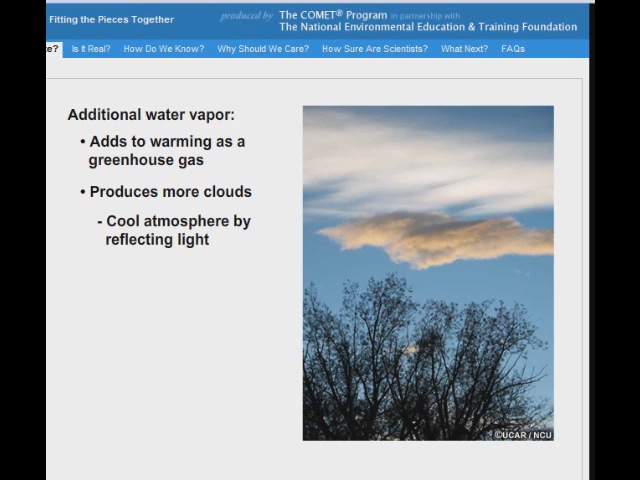 Fitting the Pieces Together
produced by The COMET® Program in partnership with
The National Environmental Education & Training Foundation
e? Is it Real? How Do We Know? Why Should We Care? How Sure Are Scientists? What Next? FAQs
Additional water vapor:
• Adds to warming as a
greenhouse gas
• Produces more clouds
- Cool atmosphere by
reflecting light
©UCAR / NCU